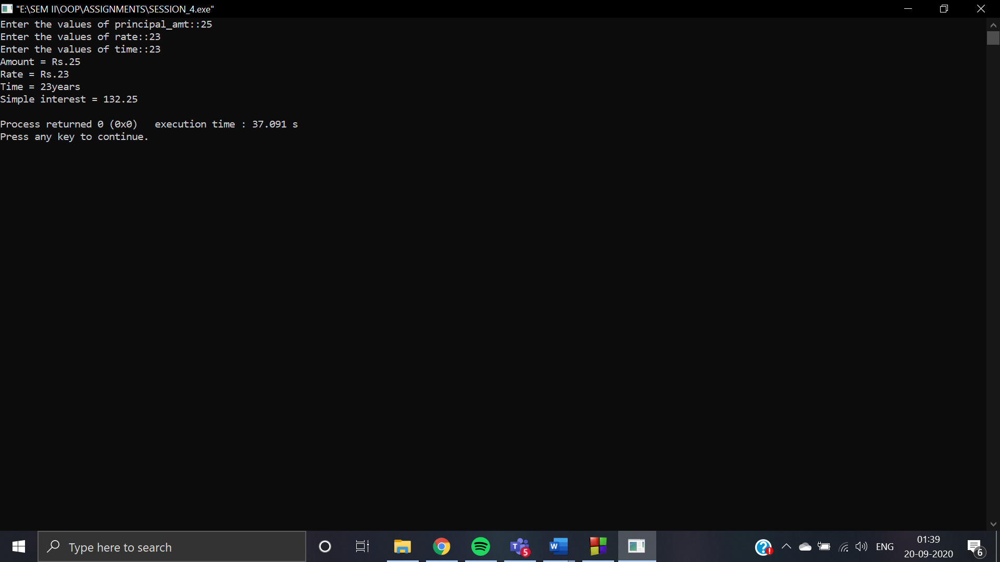 "E:\SEM II\OOP\ASSIGNMENTS\SESSION_4.exe"
Enter the values of principal_amt::25
Enter the values of rate::23
Enter the values of time::23
Amount = Rs.25
Rate = Rs.23
Time = 23years
Simple interest = 132.25
Process returned 0 (0x0)   execution time : 37.091 s
Press any key to continue.
Type here to search
T 5
W
ENG
01:39
20-09-2020
6